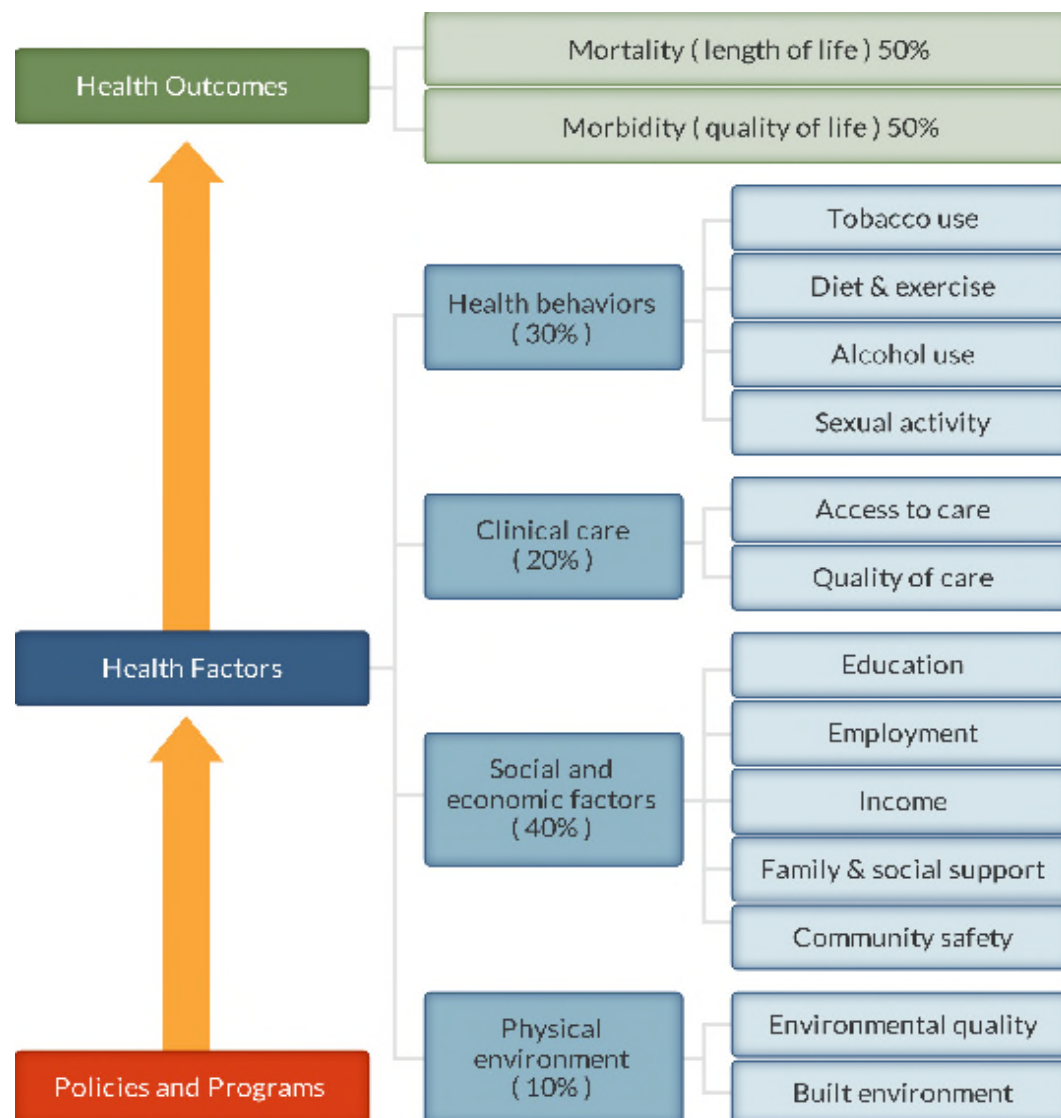 Health Outcomes
Mortality ( length of life ) 50%
Morbidity ( quality of life ) 50%
Health behaviors
( 30% )
Tobacco use
Diet & exercise
Alcohol use
Sexual activity
Clinical care
( 20% )
Access to care
Quality of care
Health Factors
Social and
economic factors
( 40% )
Education
Employment
Income
Family & social support
Community safety
Physical
environment
( 10% )
Environmental quality
Built environment
Policies and Programs